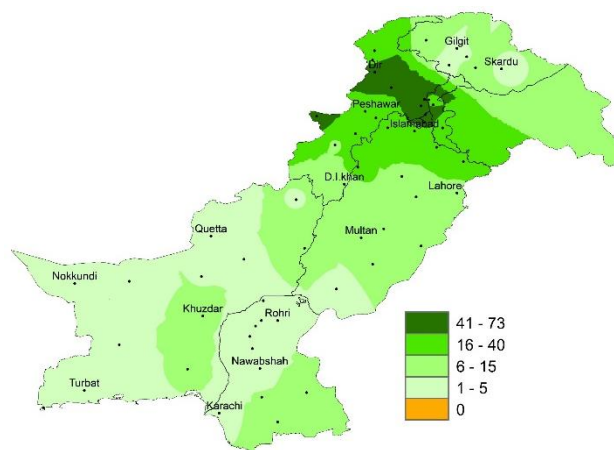 Gilgit
Skardu
Dir
Peshawar
Islamabad
D.I.khan
Lahore
Quetta
Multan
Nokkundi
Khuzdar
Rohri
Nawabshah
Turbat
Karachi
41 - 73
16 - 40
6 - 15
1 - 5
0